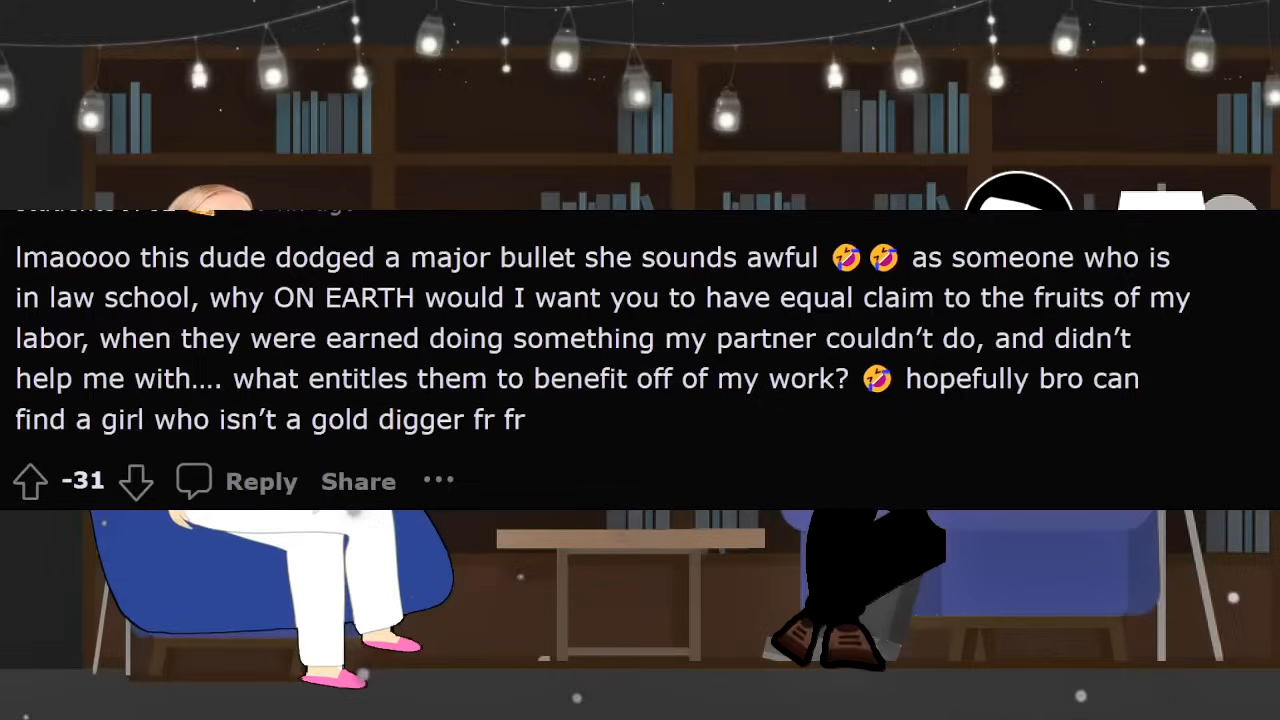 lmaoooo this dude dodged a major bullet she sounds awful 🤣🤣 as someone who is
in law school, why ON EARTH would I want you to have equal claim to the fruits of my
labor, when they were earned doing something my partner couldn’t do, and didn’t
help me with.... what entitles them to benefit off of my work? 🤣 hopefully bro can
find a girl who isn’t a gold digger fr fr
-31 Reply Share ···